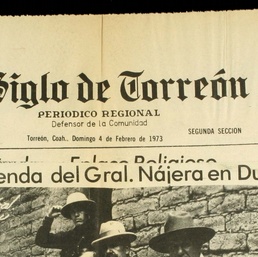 Siglo de Torreón
PERIODICO REGIONAL
Defensor de la Comunidad
Torreón, Coah., Domingo 4 de Febrero de 1973
SEGUNDA SECCION
Enlace Religioso
enda del Gral. Nájera en Du